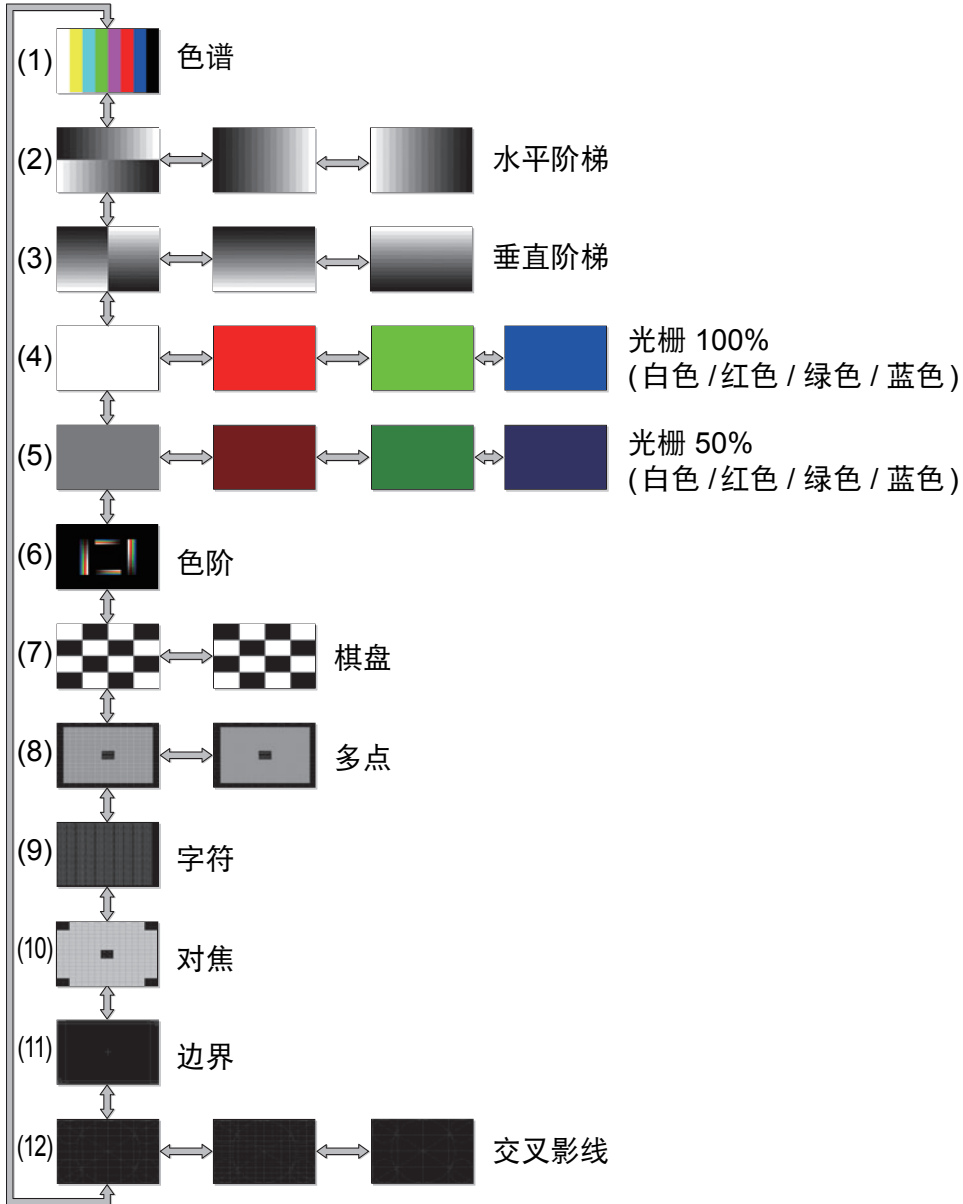 (1) 色谱
(2) 水平阶梯
(3) 垂直阶梯
(4) 光栅 100%
(白色 / 红色 / 绿色 / 蓝色)
(5) 光栅 50%
(白色 / 红色 / 绿色 / 蓝色)
(6) 色阶
(7) 棋盘
(8) 多点
(9) 字符
(10) 对焦
(11) 边界
(12) 交叉影线